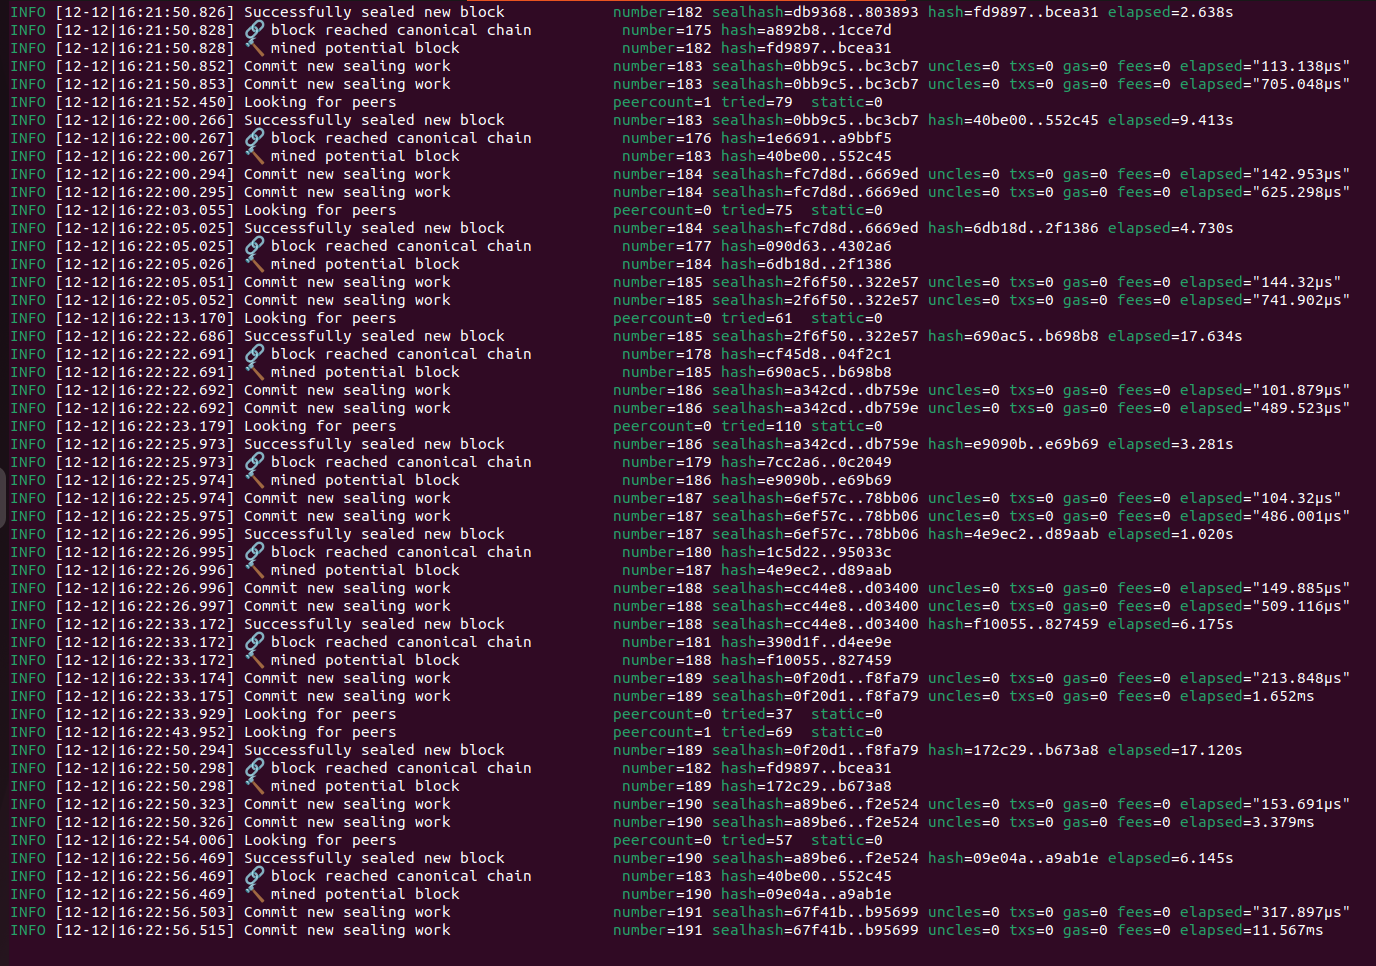 INFO [12-12|16:21:50.826] Successfully sealed new block number=182 sealhash=db9368..803893 hash=fd9897..bcea31 elapsed=2.638s
INFO [12-12|16:21:50.828] 🔗 block reached canonical chain number=175 hash=a892b8..1cce7d
INFO [12-12|16:21:50.828] 🔨 mined potential block number=182 hash=fd9897..bcea31
INFO [12-12|16:21:50.852] Commit new sealing work number=183 sealhash=0bb9c5..bc3cb7 uncles=0 txs=0 gas=0 fees=0 elapsed="113.138µs"
INFO [12-12|16:21:50.853] Commit new sealing work number=183 sealhash=0bb9c5..bc3cb7 uncles=0 txs=0 gas=0 fees=0 elapsed="705.048µs"
INFO [12-12|16:21:52.450] Looking for peers peercount=1 tried=79 static=0
INFO [12-12|16:22:00.266] Successfully sealed new block number=183 sealhash=0bb9c5..bc3cb7 hash=40be00..552c45 elapsed=9.413s
INFO [12-12|16:22:00.267] 🔗 block reached canonical chain number=176 hash=1e6691..a9bbf5
INFO [12-12|16:22:00.267] 🔨 mined potential block number=183 hash=40be00..552c45
INFO [12-12|16:22:00.294] Commit new sealing work number=184 sealhash=fc7d8d..6669ed uncles=0 txs=0 gas=0 fees=0 elapsed="142.953µs"
INFO [12-12|16:22:00.295] Commit new sealing work number=184 sealhash=fc7d8d..6669ed uncles=0 txs=0 gas=0 fees=0 elapsed="625.298µs"
INFO [12-12|16:22:03.055] Looking for peers peercount=0 tried=75 static=0
INFO [12-12|16:22:05.025] Successfully sealed new block number=184 sealhash=fc7d8d..6669ed hash=6db18d..2f1386 elapsed=4.730s
INFO [12-12|16:22:05.025] 🔗 block reached canonical chain number=177 hash=090d63..4302a6
INFO [12-12|16:22:05.026] 🔨 mined potential block number=184 hash=6db18d..2f1386
INFO [12-12|16:22:05.051] Commit new sealing work number=185 sealhash=2f6f50..322e57 uncles=0 txs=0 gas=0 fees=0 elapsed="144.32µs"
INFO [12-12|16:22:05.052] Commit new sealing work number=185 sealhash=2f6f50..322e57 uncles=0 txs=0 gas=0 fees=0 elapsed="741.902µs"
INFO [12-12|16:22:13.170] Looking for peers peercount=0 tried=61 static=0
INFO [12-12|16:22:22.686] Successfully sealed new block number=185 sealhash=2f6f50..322e57 hash=690ac5..b698b8 elapsed=17.634s
INFO [12-12|16:22:22.691] 🔗 block reached canonical chain number=178 hash=cf45d8..04f2c1
INFO [12-12|16:22:22.691] 🔨 mined potential block number=185 hash=690ac5..b698b8
INFO [12-12|16:22:22.692] Commit new sealing work number=186 sealhash=a342cd..db759e uncles=0 txs=0 gas=0 fees=0 elapsed="101.879µs"
INFO [12-12|16:22:22.692] Commit new sealing work number=186 sealhash=a342cd..db759e uncles=0 txs=0 gas=0 fees=0 elapsed="489.523µs"
INFO [12-12|16:22:23.179] Looking for peers peercount=0 tried=110 static=0
INFO [12-12|16:22:25.973] Successfully sealed new block number=186 sealhash=a342cd..db759e hash=e9090b..e69b69 elapsed=3.281s
INFO [12-12|16:22:25.973] 🔗 block reached canonical chain number=179 hash=7cc2a6..0c2049
INFO [12-12|16:22:25.974] 🔨 mined potential block number=186 hash=e9090b..e69b69
INFO [12-12|16:22:25.974] Commit new sealing work number=187 sealhash=6ef57c..78bb06 uncles=0 txs=0 gas=0 fees=0 elapsed="104.32µs"
INFO [12-12|16:22:25.975] Commit new sealing work number=187 sealhash=6ef57c..78bb06 uncles=0 txs=0 gas=0 fees=0 elapsed="486.001µs"
INFO [12-12|16:22:26.995] Successfully sealed new block number=187 sealhash=6ef57c..78bb06 hash=4e9ec2..d89aab elapsed=1.020s
INFO [12-12|16:22:26.995] 🔗 block reached canonical chain number=180 hash=1c5d22..95033c
INFO [12-12|16:22:26.996] 🔨 mined potential block number=187 hash=4e9ec2..d89aab
INFO [12-12|16:22:26.996] Commit new sealing work number=188 sealhash=cc44e8..d03400 uncles=0 txs=0 gas=0 fees=0 elapsed="149.885µs"
INFO [12-12|16:22:26.997] Commit new sealing work number=188 sealhash=cc44e8..d03400 uncles=0 txs=0 gas=0 fees=0 elapsed="509.116µs"
INFO [12-12|16:22:33.172] Successfully sealed new block number=188 sealhash=cc44e8..d03400 hash=f10055..827459 elapsed=6.175s
INFO [12-12|16:22:33.172] 🔗 block reached canonical chain number=181 hash=390d1f..d4ee9e
INFO [12-12|16:22:33.172] 🔨 mined potential block number=188 hash=f10055..827459
INFO [12-12|16:22:33.174] Commit new sealing work number=189 sealhash=0f20d1..f8fa79 uncles=0 txs=0 gas=0 fees=0 elapsed="213.848µs"
INFO [12-12|16:22:33.175] Commit new sealing work number=189 sealhash=0f20d1..f8fa79 uncles=0 txs=0 gas=0 fees=0 elapsed=1.652ms
INFO [12-12|16:22:33.929] Looking for peers peercount=0 tried=37 static=0
INFO [12-12|16:22:43.952] Looking for peers peercount=1 tried=69 static=0
INFO [12-12|16:22:50.294] Successfully sealed new block number=189 sealhash=0f20d1..f8fa79 hash=172c29..b673a8 elapsed=17.120s
INFO [12-12|16:22:50.298] 🔗 block reached canonical chain number=182 hash=fd9897..bcea31
INFO [12-12|16:22:50.298] 🔨 mined potential block number=189 hash=172c29..b673a8
INFO [12-12|16:22:50.323] Commit new sealing work number=190 sealhash=a89be6..f2e524 uncles=0 txs=0 gas=0 fees=0 elapsed="153.691µs"
INFO [12-12|16:22:50.326] Commit new sealing work number=190 sealhash=a89be6..f2e524 uncles=0 txs=0 gas=0 fees=0 elapsed=3.379ms
INFO [12-12|16:22:54.006] Looking for peers peercount=0 tried=57 static=0
INFO [12-12|16:22:56.469] Successfully sealed new block number=190 sealhash=a89be6..f2e524 hash=09e04a..a9ab1e elapsed=6.145s
INFO [12-12|16:22:56.469] 🔗 block reached canonical chain number=183 hash=40be00..552c45
INFO [12-12|16:22:56.469] 🔨 mined potential block number=190 hash=09e04a..a9ab1e
INFO [12-12|16:22:56.503] Commit new sealing work number=191 sealhash=67f41b..b95699 uncles=0 txs=0 gas=0 fees=0 elapsed="317.897µs"
INFO [12-12|16:22:56.515] Commit new sealing work number=191 sealhash=67f41b..b95699 uncles=0 txs=0 gas=0 fees=0 elapsed=11.567ms